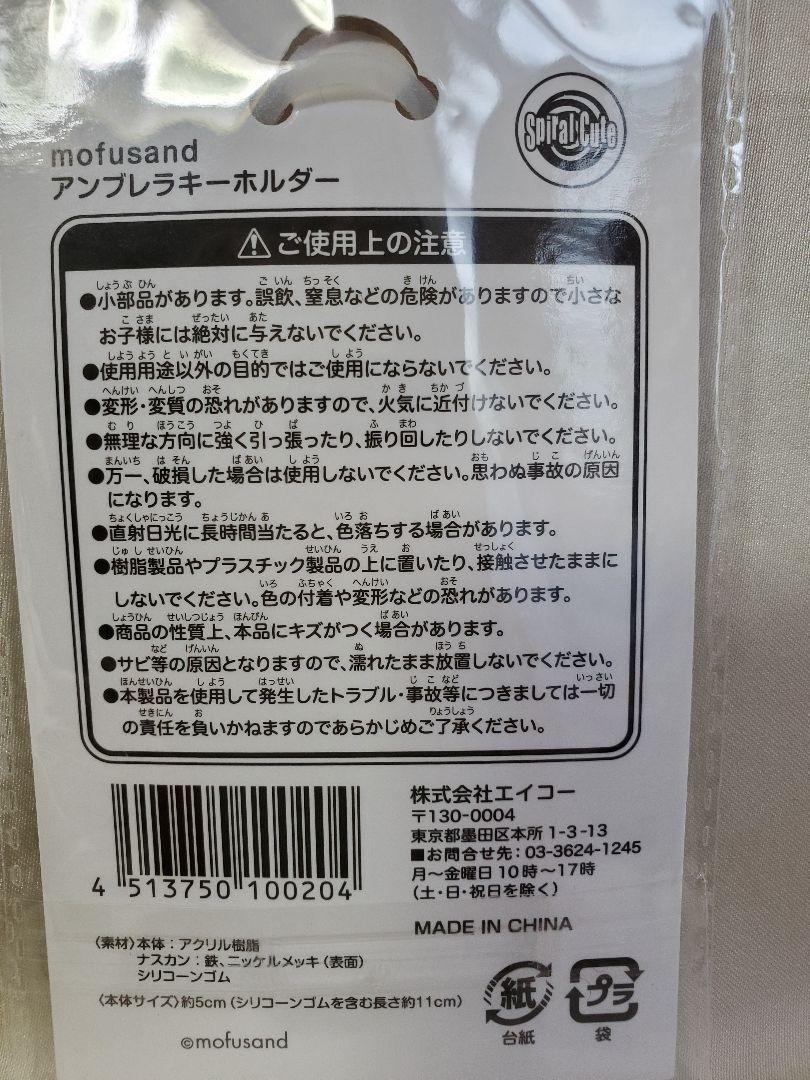 mofusand
アンブレラキーホルダー
Spiral Cute
ご使用上の注意
●小部品があります。誤飲、窒息などの危険がありますので小さな
お子様には絶対に与えないでください。
●使用用途以外の目的ではご使用にならないでください。
●変形・変質の恐れがありますので、火気に近付けないでください。
●無理な方向に強く引っ張ったり、振り回したりしないでください。
●万一、破損した場合は使用しないでください。思わぬ事故の原因
になります。
●直射日光に長時間当たると、色落ちする場合があります。
●樹脂製品やプラスチック製品の上に置いたり、接触させたままに
しないでください。色の付着や変形などの恐れがあります。
●商品の性質上、本品にキズがつく場合があります。
●サビ等の原因となりますので、濡れたまま放置しないでください。
●本製品を使用して発生したトラブル・事故等につきましては一切
の責任を負いかねますのであらかじめご了承ください。
4 513750 100204
株式会社エイコー
〒130-0004
東京都墨田区本所 1-3-13
■お問合せ先：03-3624-1245
月～金曜日 10時～17時
(土・日・祝日を除く)
MADE IN CHINA
〈素材〉本体：アクリル樹脂
ナスカン：鉄、ニッケルメッキ（表面）
シリコーンゴム
〈本体サイズ〉約5cm（シリコーンゴムを含む長さ約11cm）
©mofusand
紙
台紙
プラ
袋